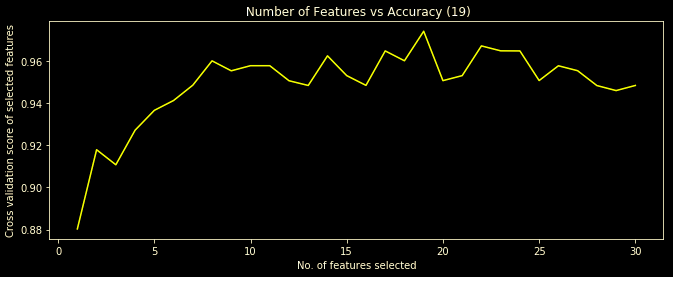 Number of Features vs Accuracy (19)
Cross validation score of selected features
0.96
0.94
0.92
0.90
0.88
0 5 10 15 20 25 30
No. of features selected